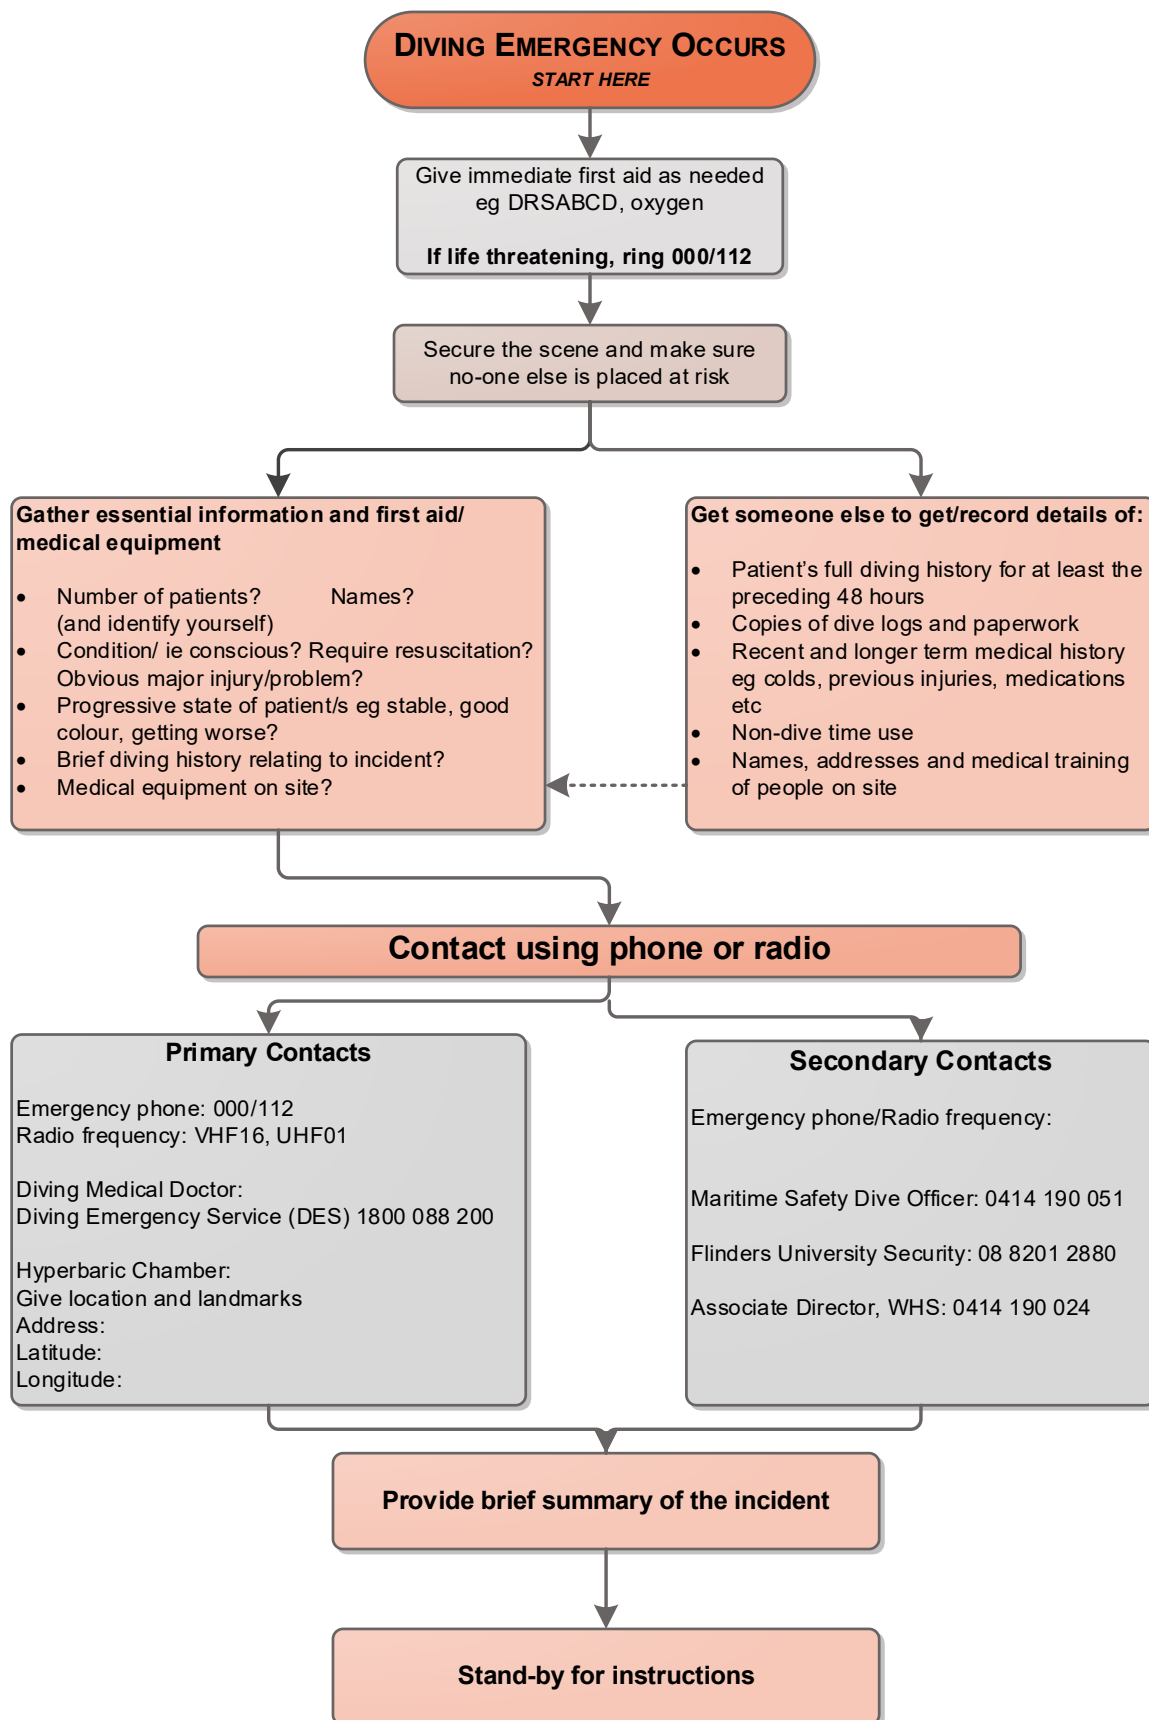 DIVING EMERGENCY OCCURS
START HERE
Give immediate first aid as needed
eg DRSABCD, oxygen
If life threatening, ring 000/112
Secure the scene and make sure
no-one else is placed at risk
Gather essential information and first aid/
medical equipment
• Number of patients? Names?
(and identify yourself)
• Condition/ ie conscious? Require resuscitation?
Obvious major injury/problem?
• Progressive state of patient/s eg stable, good
colour, getting worse?
• Brief diving history relating to incident?
• Medical equipment on site?
Get someone else to get/record details of:
• Patient’s full diving history for at least the
preceding 48 hours
• Copies of dive logs and paperwork
• Recent and longer term medical history
eg colds, previous injuries, medications
etc
• Non-dive time use
• Names, addresses and medical training
of people on site
Contact using phone or radio
Primary Contacts
Emergency phone: 000/112
Radio frequency: VHF16, UHF01
Diving Medical Doctor:
Diving Emergency Service (DES) 1800 088 200
Hyperbaric Chamber:
Give location and landmarks
Address:
Latitude:
Longitude:
Secondary Contacts
Emergency phone/Radio frequency:
Maritime Safety Dive Officer: 0414 190 051
Flinders University Security: 08 8201 2880
Associate Director, WHS: 0414 190 024
Provide brief summary of the incident
Stand-by for instructions